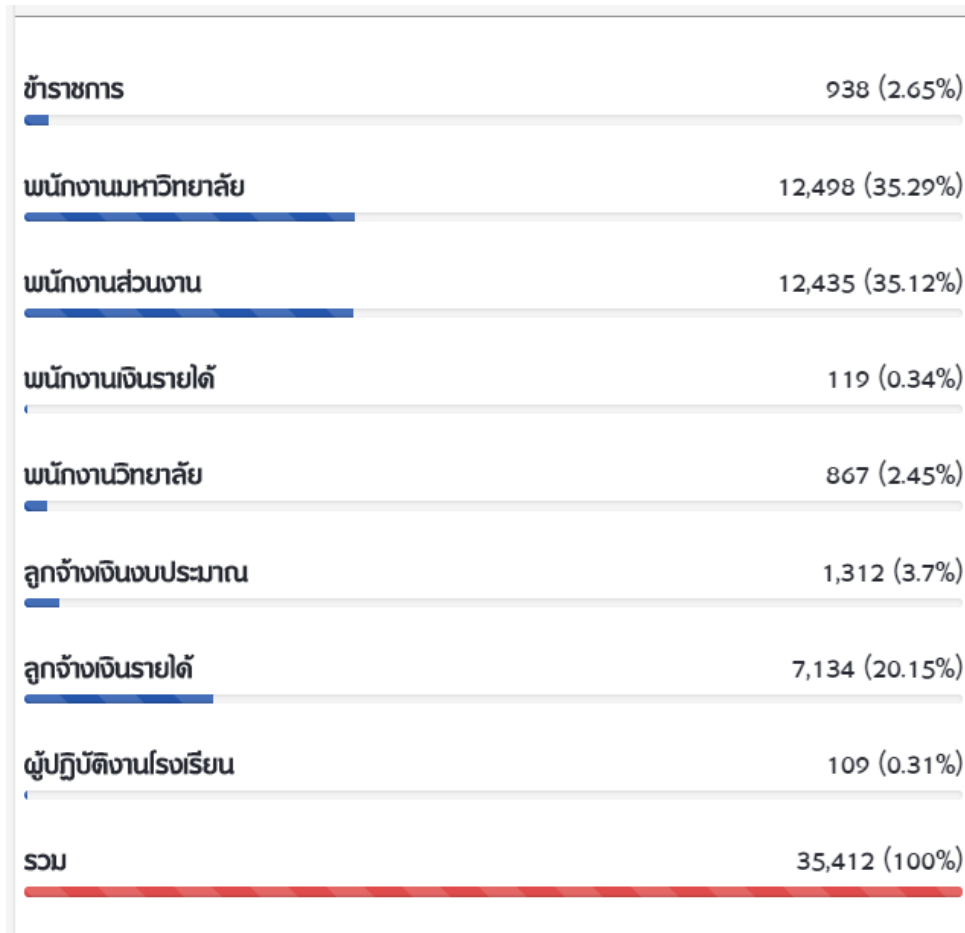 ข้าราชการ 938 (2.65%)
พนักงานมหาวิทยาลัย 12,498 (35.29%)
พนักงานส่วนงาน 12,435 (35.12%)
พนักงานเงินรายได้ 119 (0.34%)
พนักงานวิทยาลัย 867 (2.45%)
ลูกจ้างเงินงบประมาณ 1,312 (3.7%)
ลูกจ้างเงินรายได้ 7,134 (20.15%)
ผู้ปฏิบัติงานโรงเรียน 109 (0.31%)
รวม 35,412 (100%)